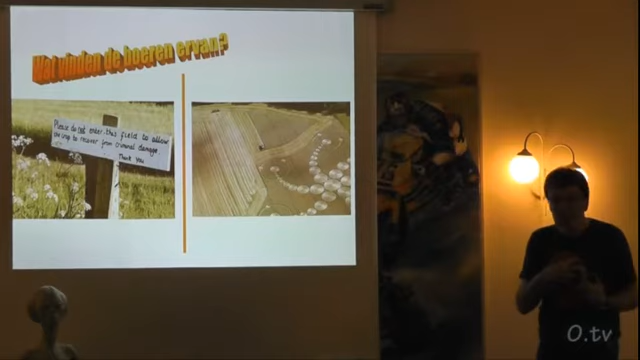 Wat vinden de boeren ervan?
Please do not enter this field to allow
the crop to recover from criminal damage
Thank you
O.tv